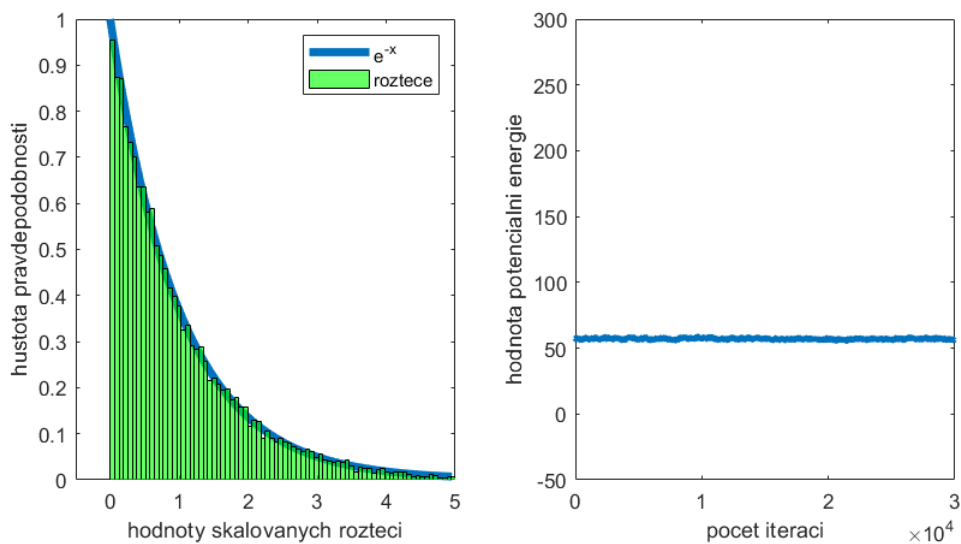 1
0.9
0.8
0.7
0.6
0.5
0.4
0.3
0.2
0.1
0
hustota pravdepodobnosti
e^-x
roztece
0 1 2 3 4 5
hodnoty skalovanych rozteci
300
250
200
150
100
50
0
-50
hodnota potencialni energie
0 1 2 3
×10^4
pocet iteraci